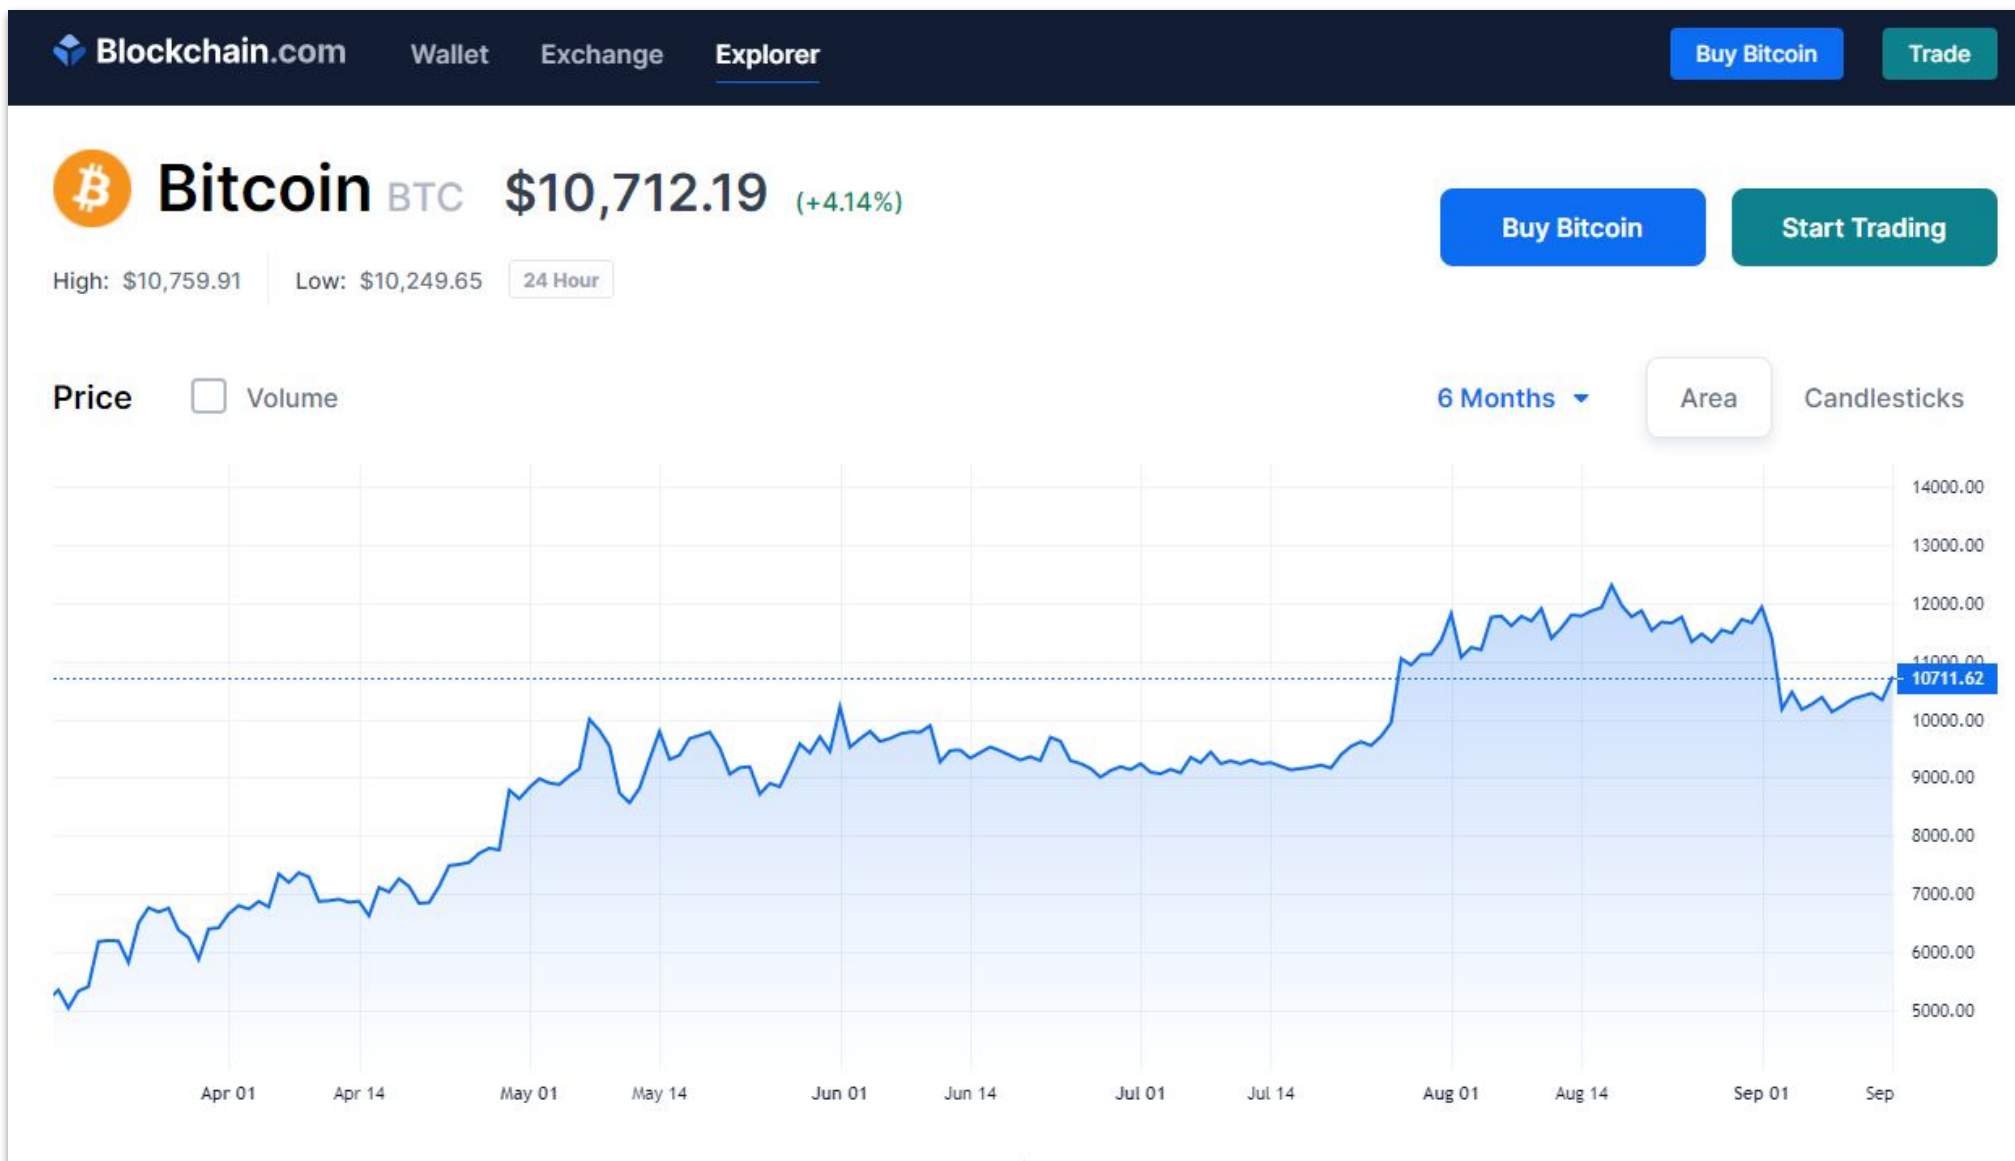 Blockchain.com Wallet Exchange Explorer Buy Bitcoin Trade
Bitcoin BTC $10,712.19 (+4.14%)
Buy Bitcoin Start Trading
High: $10,759.91 Low: $10,249.65 24 Hour
Price Volume 6 Months Area Candlesticks
14000.00
13000.00
12000.00
11000.00
10711.62
10000.00
9000.00
8000.00
7000.00
6000.00
5000.00
Apr 01 Apr 14 May 01 May 14 Jun 01 Jun 14 Jul 01 Jul 14 Aug 01 Aug 14 Sep 01 Sep